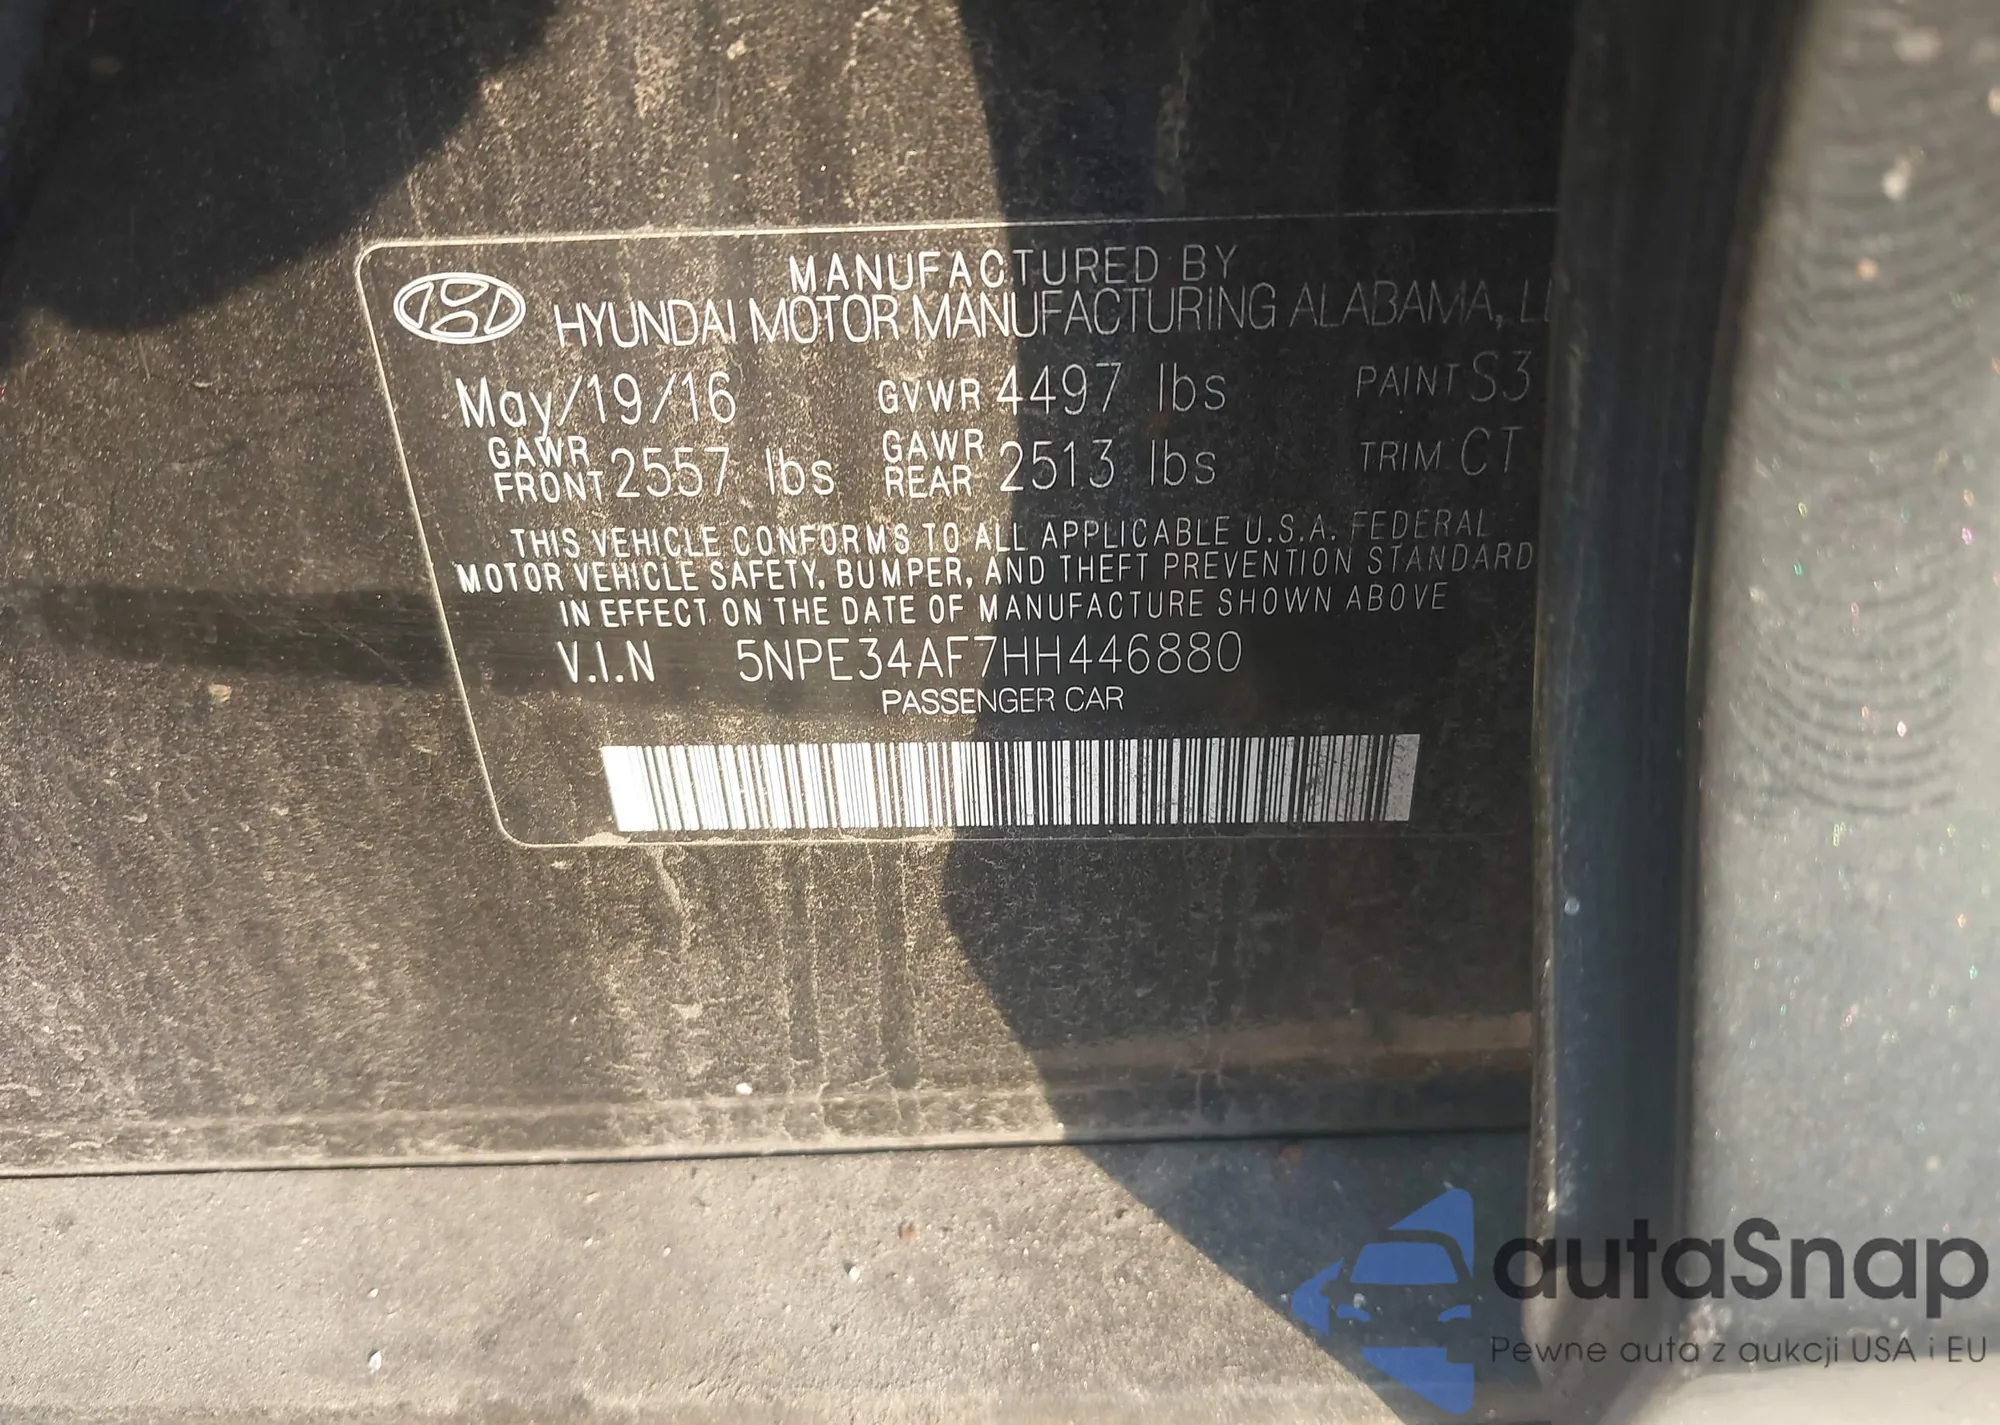 MANUFACTURED BY
HYUNDAI MOTOR MANUFACTURING ALABAMA,
May/19/16 GVWR 4497 lbs PAINT S3
GAWR FRONT 2557 lbs GAWR REAR 2513 lbs TRIM CT
THIS VEHICLE CONFORMS TO ALL APPLICABLE U.S.A. FEDERAL
MOTOR VEHICLE SAFETY, BUMPER, AND THEFT PREVENTION STANDARD
IN EFFECT ON THE DATE OF MANUFACTURE SHOWN ABOVE
V.I.N 5NPE34AF7HH446880
PASSENGER CAR
autaSnap
Pewne auta z aukcji USA i EU